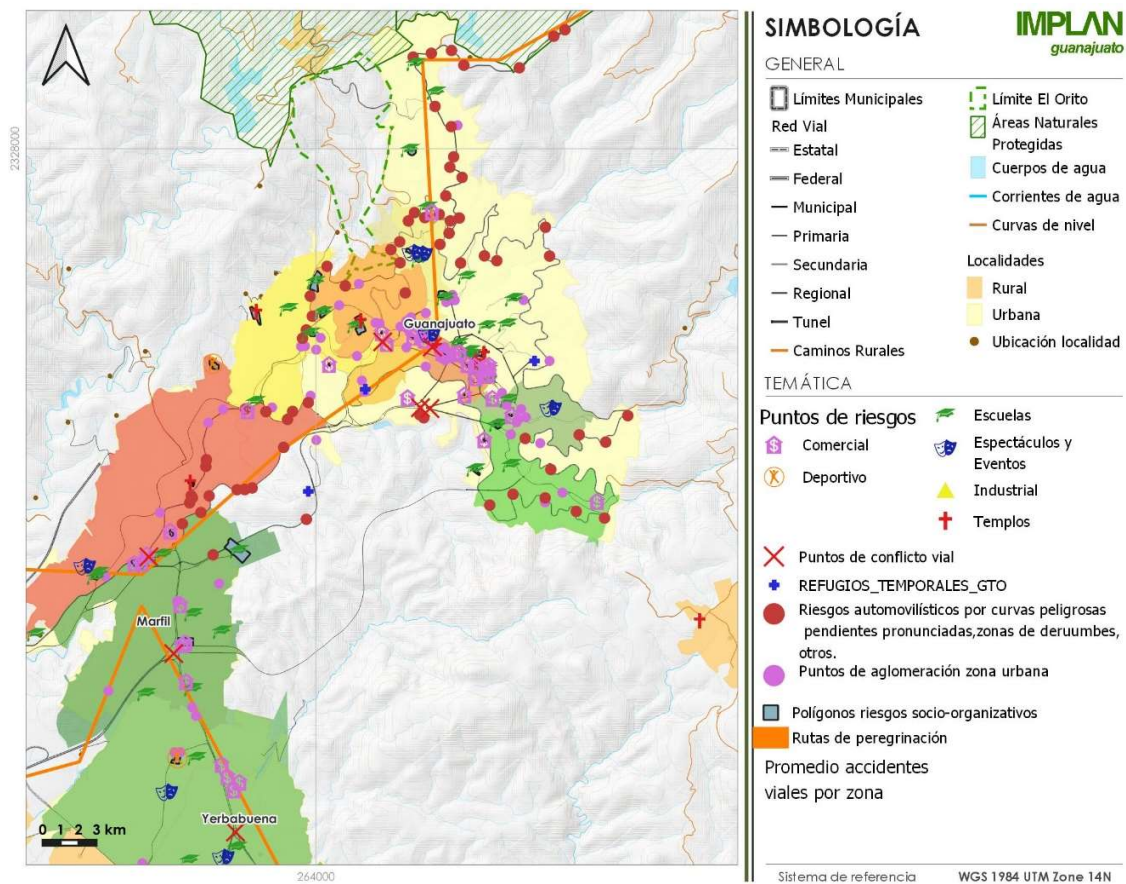 2328000
Guanajuato
Marfil
Yerbabuena
0 1 2 3 km
264000
SIMBOLOGÍA
IMPLAN
guanajuato
GENERAL
Límites Municipales
Red Vial
Estatal
Federal
Municipal
Primaria
Secundaria
Regional
Tunel
Caminos Rurales
Límite El Orito
Áreas Naturales
Protegidas
Cuerpos de agua
Corrientes de agua
Curvas de nivel
Localidades
Rural
Urbana
Ubicación localidad
TEMÁTICA
Puntos de riesgos
Comercial
Deportivo
Escuelas
Espectáculos y
Eventos
Industrial
Templos
Puntos de conflicto vial
REFUGIOS_TEMPORALES_GTO
Riesgos automovilísticos por curvas peligrosas
pendientes pronunciadas,zonas de deruumbes,
otros.
Puntos de aglomeración zona urbana
Polígonos riesgos socio-organizativos
Rutas de peregrinación
Promedio accidentes
viales por zona
Sistema de referencia WGS 1984 UTM Zone 14N